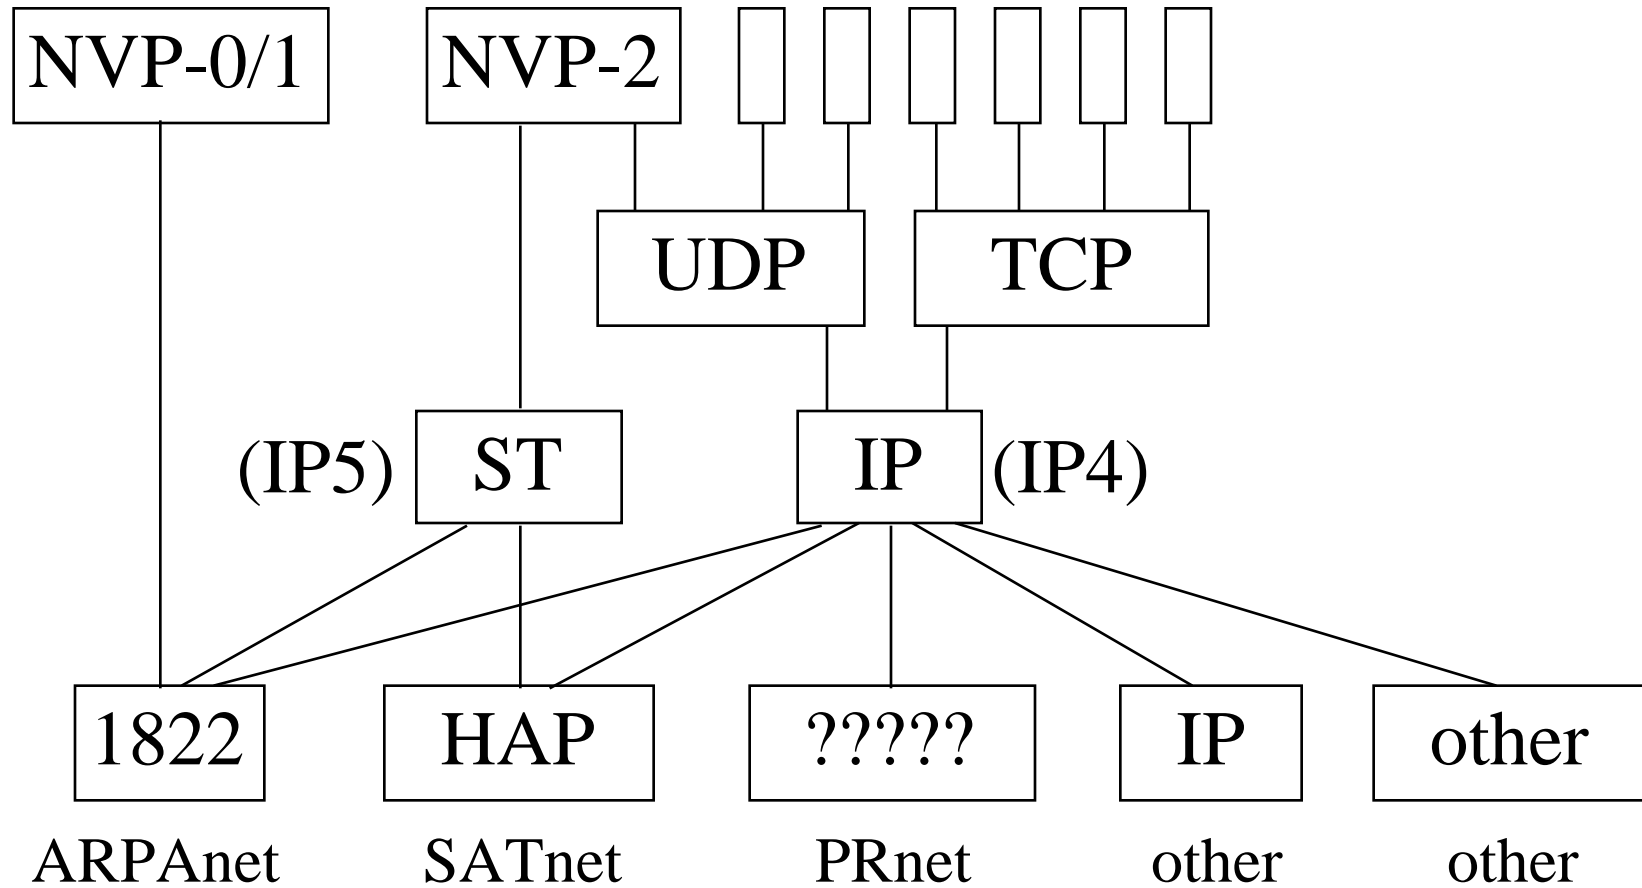 NVP-0/1 NVP-2
UDP TCP
(IP5) ST IP (IP4)
1822 HAP ????? IP other
ARPAnet SATnet PRnet other other